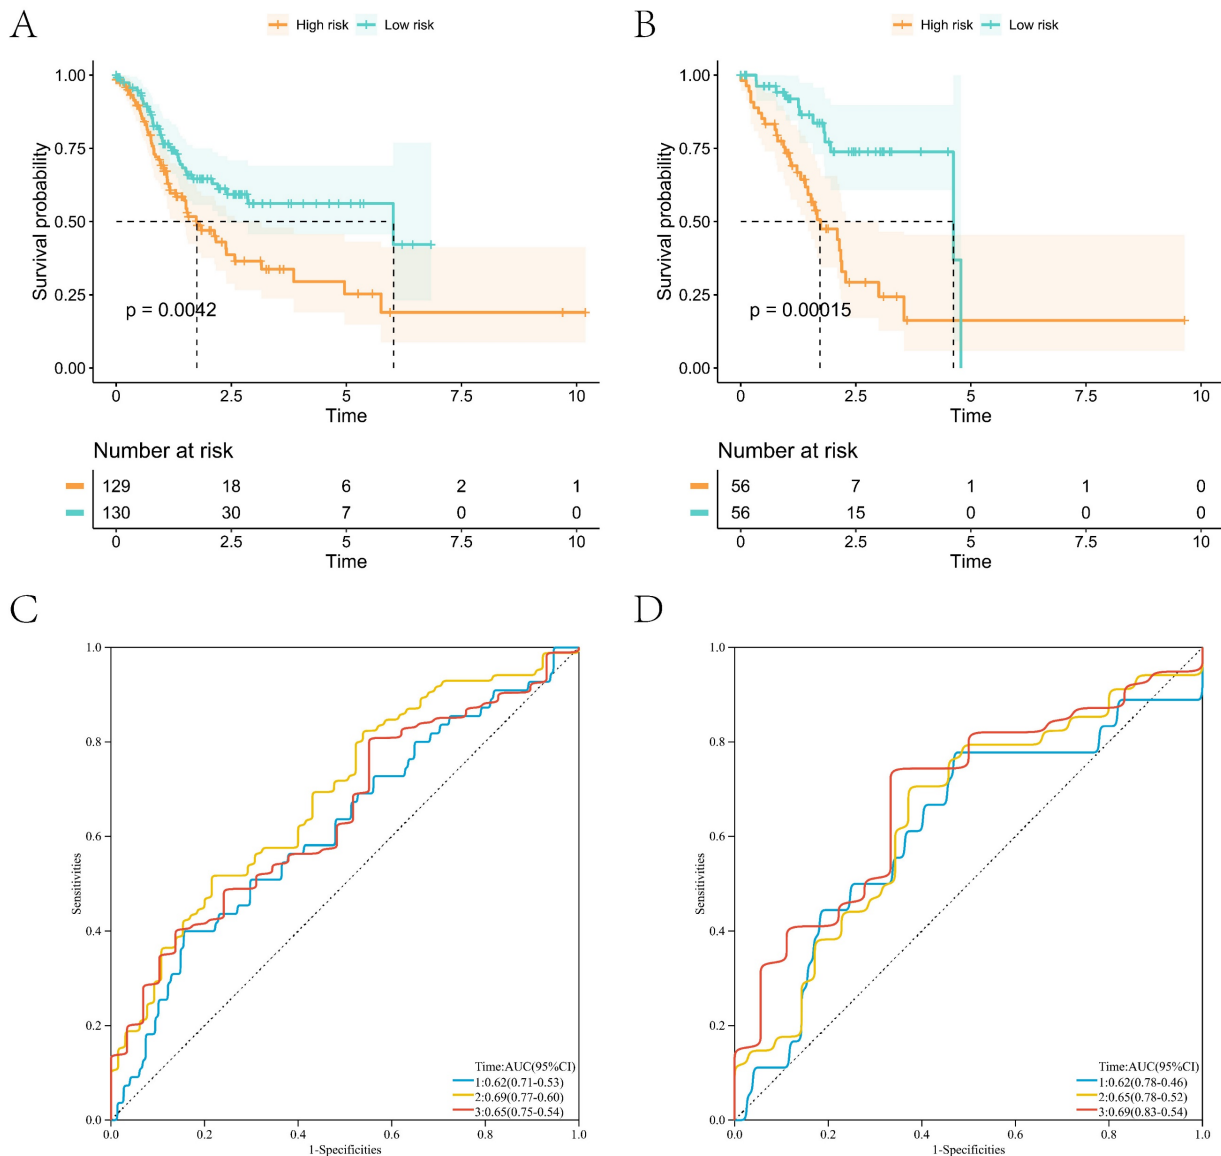 A
High risk
Low risk
1.00
0.75
0.50
0.25
0.00
Survival probability
p = 0.0042
0
2.5
5
7.5
10
Time
Number at risk
129 18 6 2 1
130 30 7 0 0
0 2.5 5 7.5 10
Time
B
High risk
Low risk
1.00
0.75
0.50
0.25
0.00
Survival probability
p = 0.00015
0
2.5
5
7.5
10
Time
Number at risk
56 7 1 1 0
56 15 0 0 0
0 2.5 5 7.5 10
Time
C
1.0
0.8
0.6
0.4
0.2
0.0
Sensitivities
Time:AUC(95%CI)
1:0.62(0.71-0.53)
2:0.69(0.77-0.60)
3:0.65(0.75-0.54)
0.0 0.2 0.4 0.6 0.8 1.0
1-Specificities
D
1.0
0.8
0.6
0.4
0.2
0.0
Sensitivities
Time:AUC(95%CI)
1:0.62(0.78-0.46)
2:0.65(0.78-0.52)
3:0.69(0.83-0.54)
0.0 0.2 0.4 0.6 0.8 1.0
1-Specificities